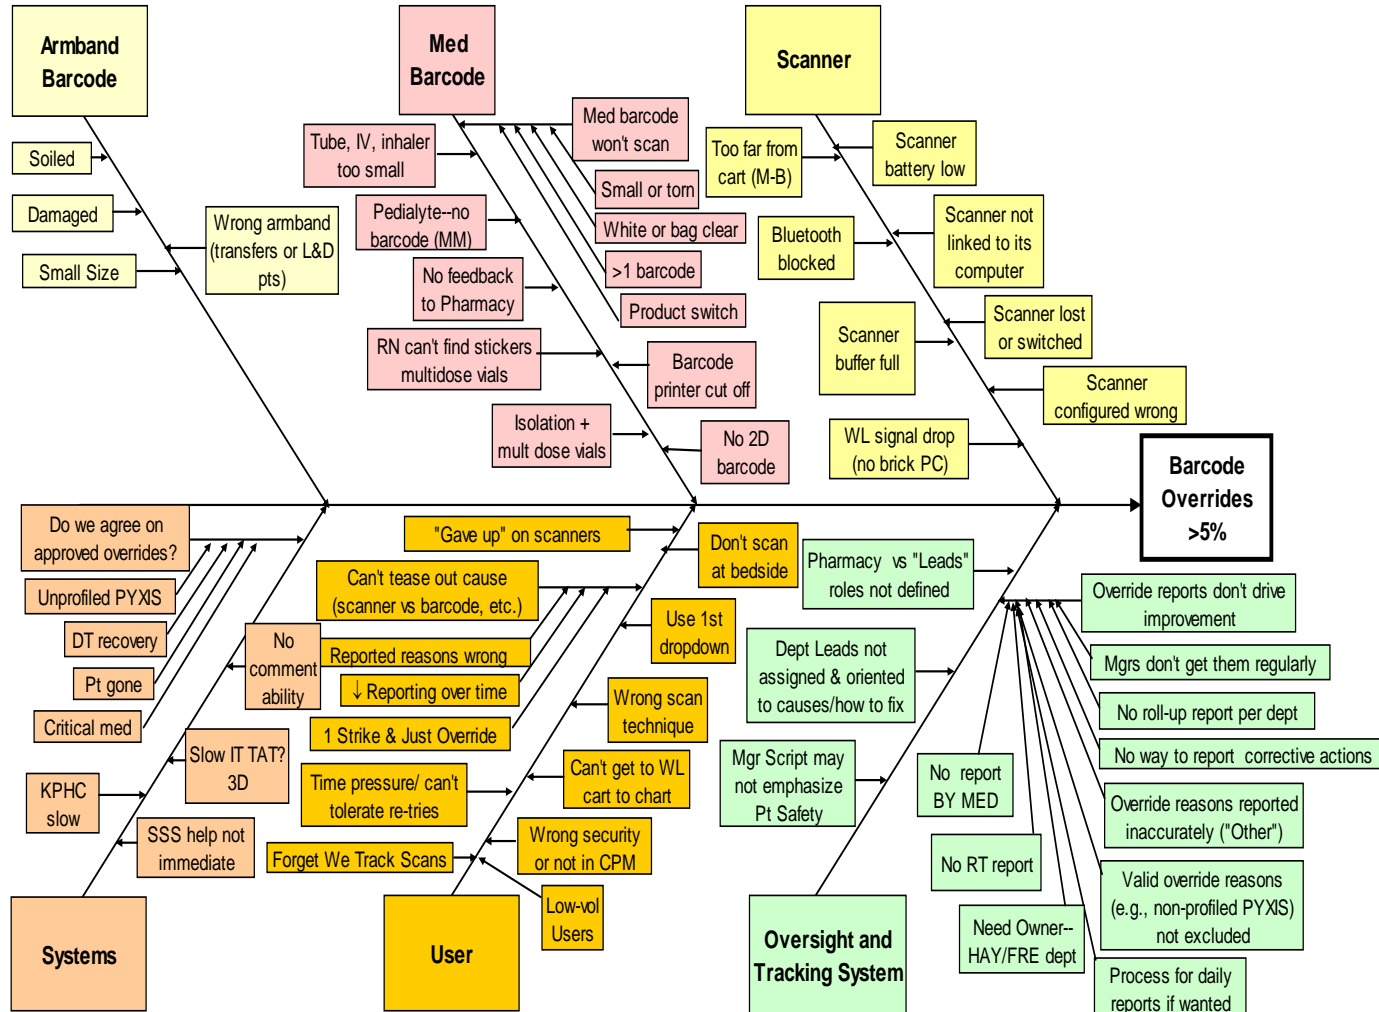 Armband
Barcode
Soiled
Damaged
Small Size
Wrong armband
(transfers or L&D
pts)
Med
Barcode
Tube, IV, inhaler
too small
Pedialyte--no
barcode (MM)
No feedback
to Pharmacy
RN can't find stickers
multidose vials
Isolation +
mult dose vials
Med barcode
won't scan
Small or torn
White or bag clear
>1 barcode
Product switch
Barcode
printer cut off
No 2D
barcode
Scanner
Too far from
cart (M-B)
Bluetooth
blocked
Scanner
buffer full
WL signal drop
(no brick PC)
Scanner
battery low
Scanner not
linked to its
computer
Scanner lost
or switched
Scanner
configured wrong
Barcode
Overrides
>5%
Do we agree on
approved overrides?
Unprofiled PYXIS
DT recovery
Pt gone
Critical med
KPHC
slow
No
comment
ability
Slow IT TAT?
3D
SSS help not
immediate
Systems
"Gave up" on scanners
Can't tease out cause
(scanner vs barcode, etc.)
Reported reasons wrong
↓ Reporting over time
1 Strike & Just Override
Time pressure/ can't
tolerate re-tries
Forget We Track Scans
Don't scan
at bedside
Use 1st
dropdown
Wrong scan
technique
Can't get to WL
cart to chart
Wrong security
or not in CPM
Low-vol
Users
User
Pharmacy vs "Leads"
roles not defined
Dept Leads not
assigned & oriented
to causes/how to fix
Mgr Script may
not emphasize
Pt Safety
Override reports don't drive
improvement
Mgrs don't get them regularly
No roll-up report per dept
No way to report corrective actions
Override reasons reported
inaccurately ("Other")
Valid override reasons
(e.g., non-profiled PYXIS)
not excluded
Process for daily
reports if wanted
No report
BY MED
No RT report
Need Owner--
HAY/FRE dept
Oversight and
Tracking System